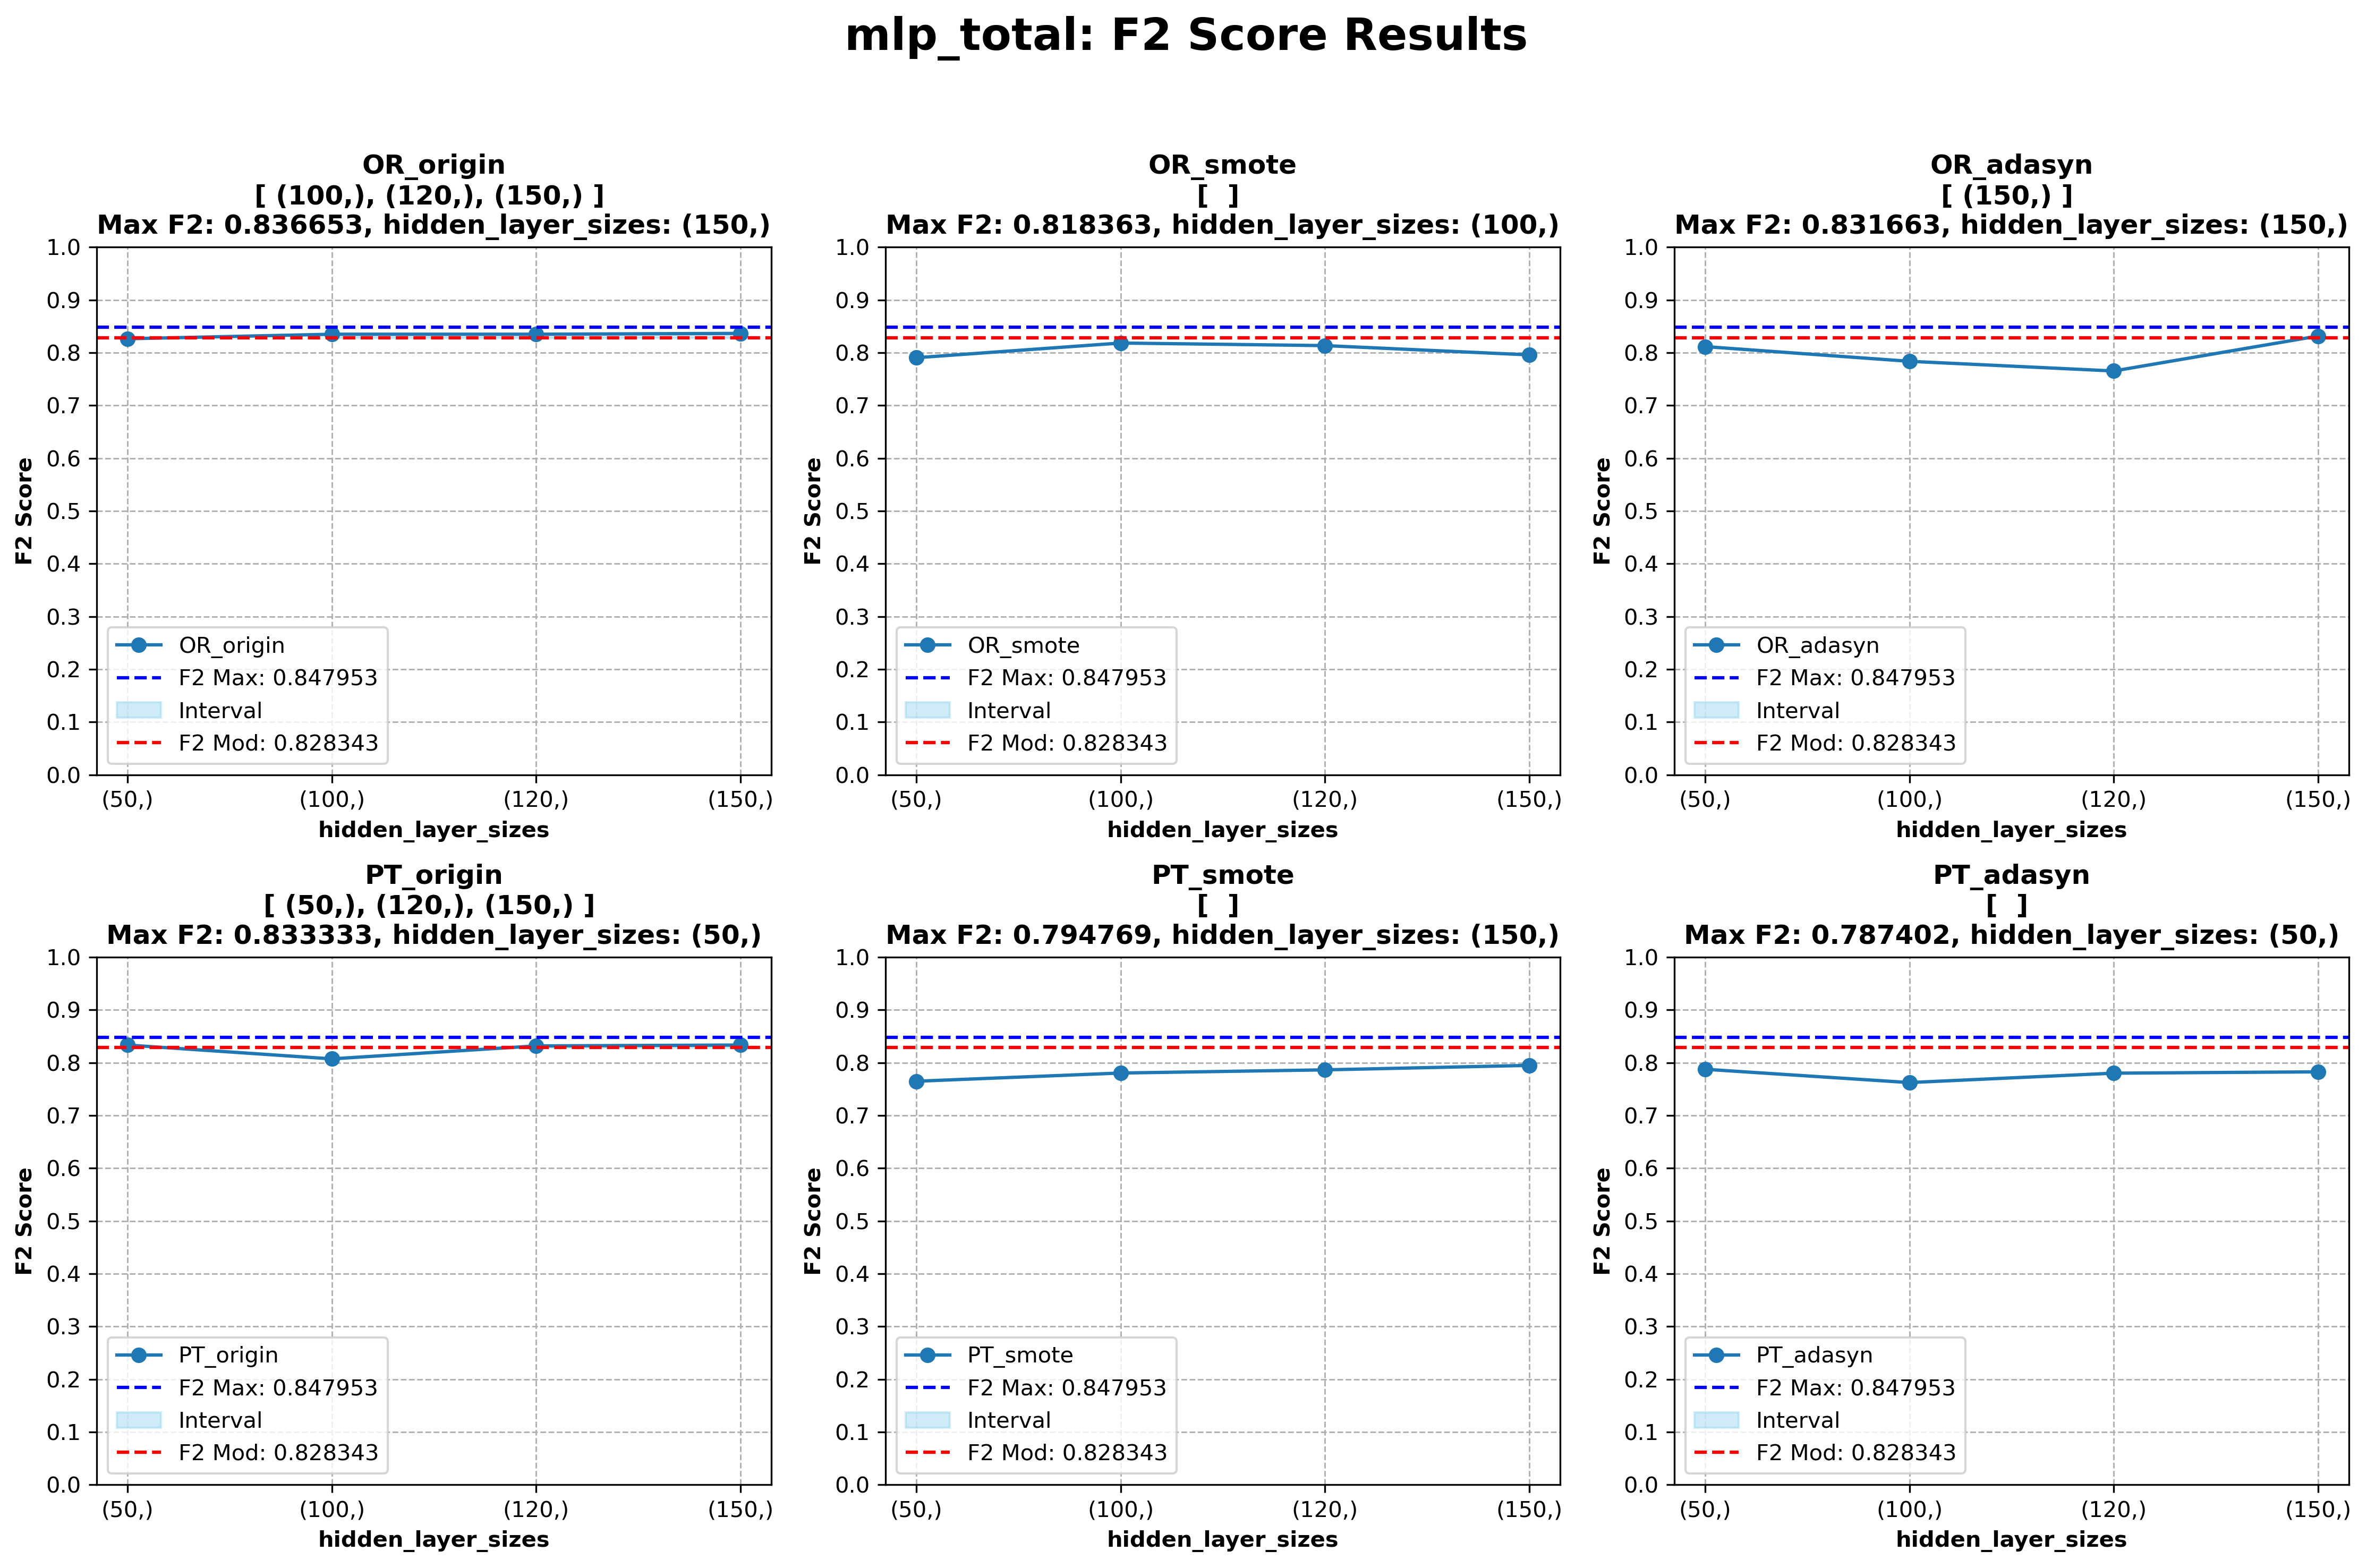 mlp_total: F2 Score Results
OR_origin
[ (100,), (120,), (150,) ]
Max F2: 0.836653, hidden_layer_sizes: (150,)
1.0
0.9
0.8
0.7
0.6
0.5
0.4
0.3
0.2
0.1
0.0
F2 Score
OR_origin
F2 Max: 0.847953
Interval
F2 Mod: 0.828343
(50,) (100,) (120,) (150,)
hidden_layer_sizes
OR_smote
[  ]
Max F2: 0.818363, hidden_layer_sizes: (100,)
1.0
0.9
0.8
0.7
0.6
0.5
0.4
0.3
0.2
0.1
0.0
F2 Score
OR_smote
F2 Max: 0.847953
Interval
F2 Mod: 0.828343
(50,) (100,) (120,) (150,)
hidden_layer_sizes
OR_adasyn
[ (150,) ]
Max F2: 0.831663, hidden_layer_sizes: (150,)
1.0
0.9
0.8
0.7
0.6
0.5
0.4
0.3
0.2
0.1
0.0
F2 Score
OR_adasyn
F2 Max: 0.847953
Interval
F2 Mod: 0.828343
(50,) (100,) (120,) (150,)
hidden_layer_sizes
PT_origin
[ (50,), (120,), (150,) ]
Max F2: 0.833333, hidden_layer_sizes: (50,)
1.0
0.9
0.8
0.7
0.6
0.5
0.4
0.3
0.2
0.1
0.0
F2 Score
PT_origin
F2 Max: 0.847953
Interval
F2 Mod: 0.828343
(50,) (100,) (120,) (150,)
hidden_layer_sizes
PT_smote
[  ]
Max F2: 0.794769, hidden_layer_sizes: (150,)
1.0
0.9
0.8
0.7
0.6
0.5
0.4
0.3
0.2
0.1
0.0
F2 Score
PT_smote
F2 Max: 0.847953
Interval
F2 Mod: 0.828343
(50,) (100,) (120,) (150,)
hidden_layer_sizes
PT_adasyn
[  ]
Max F2: 0.787402, hidden_layer_sizes: (50,)
1.0
0.9
0.8
0.7
0.6
0.5
0.4
0.3
0.2
0.1
0.0
F2 Score
PT_adasyn
F2 Max: 0.847953
Interval
F2 Mod: 0.828343
(50,) (100,) (120,) (150,)
hidden_layer_sizes